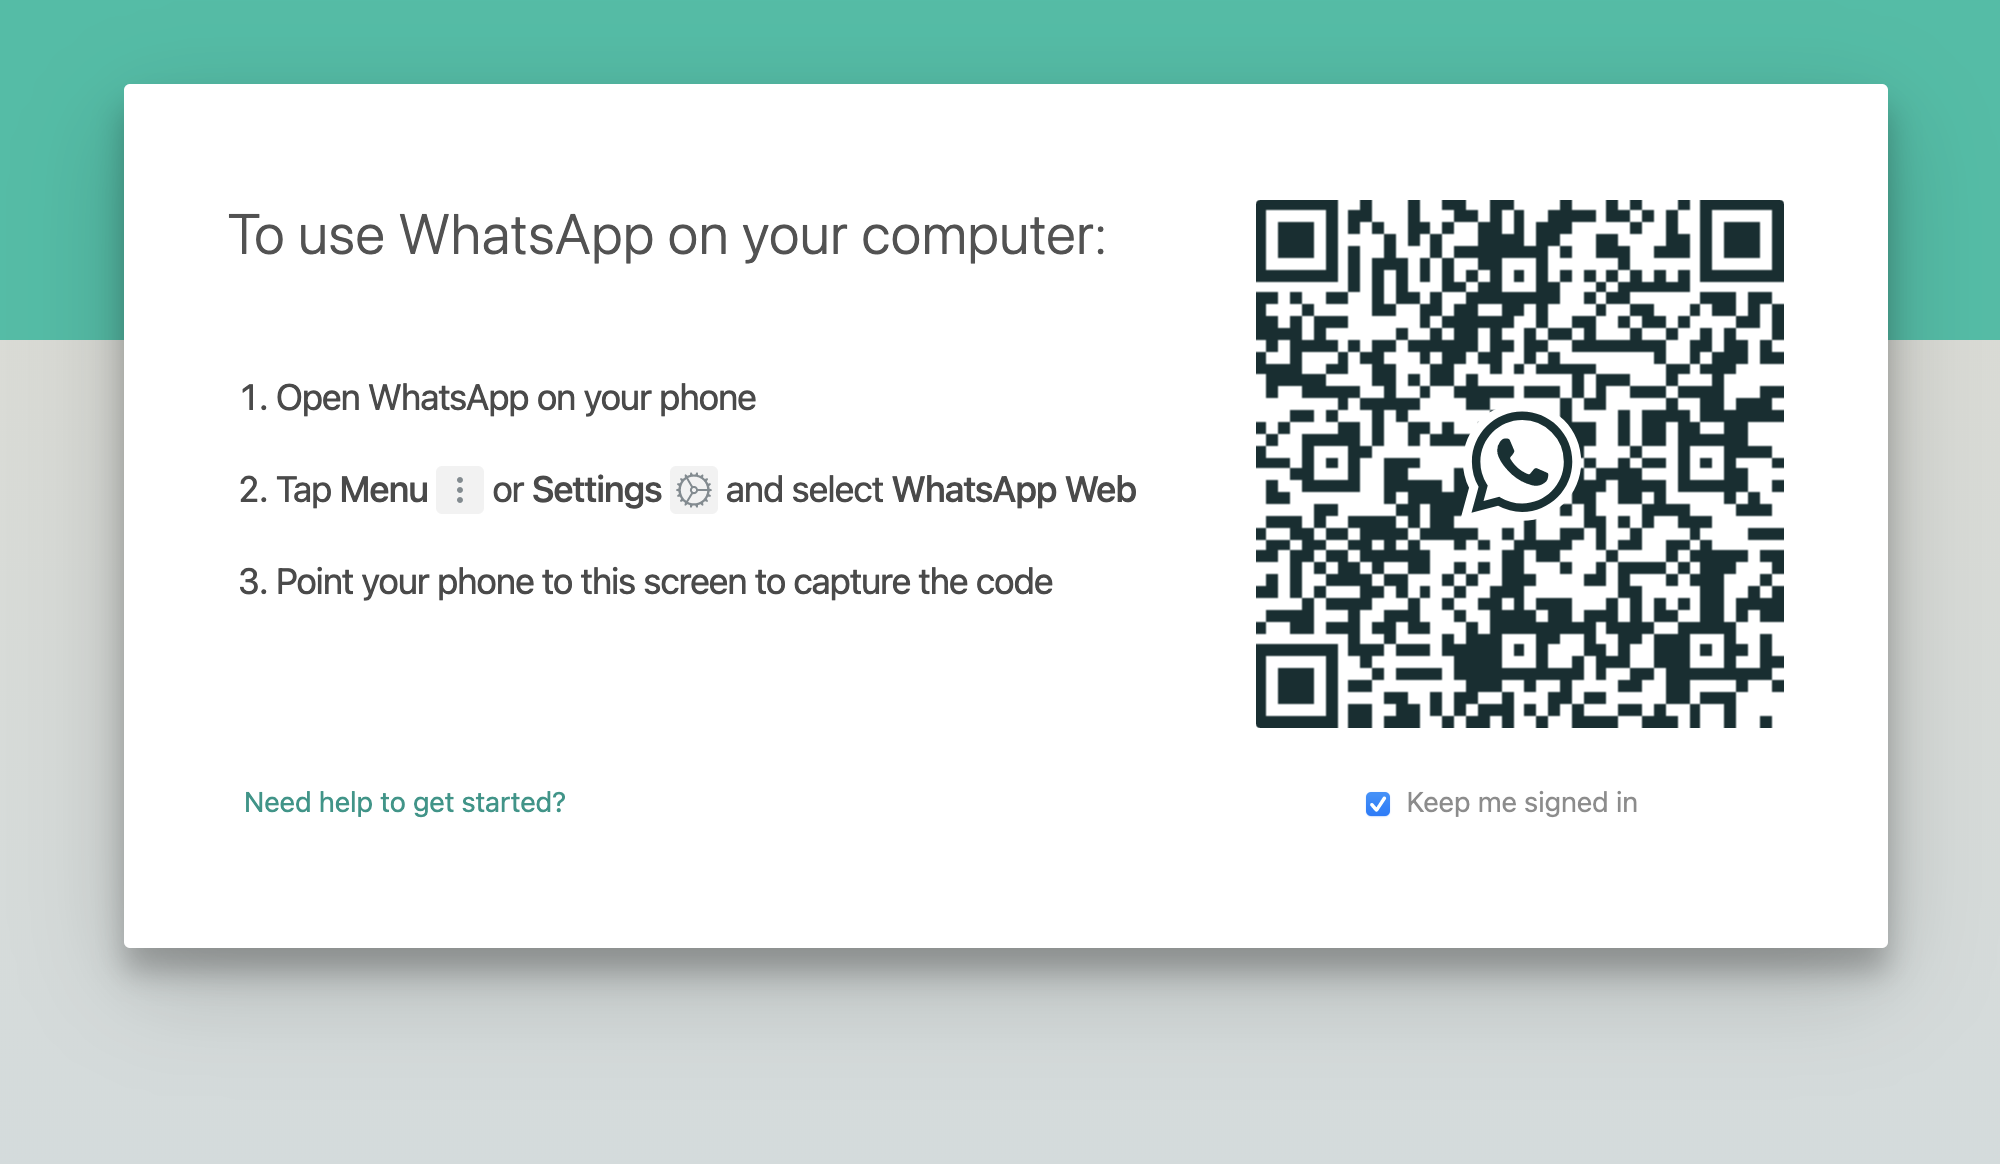 To use WhatsApp on your computer:
1. Open WhatsApp on your phone
2. Tap Menu or Settings and select WhatsApp Web
3. Point your phone to this screen to capture the code
Need help to get started?
Keep me signed in